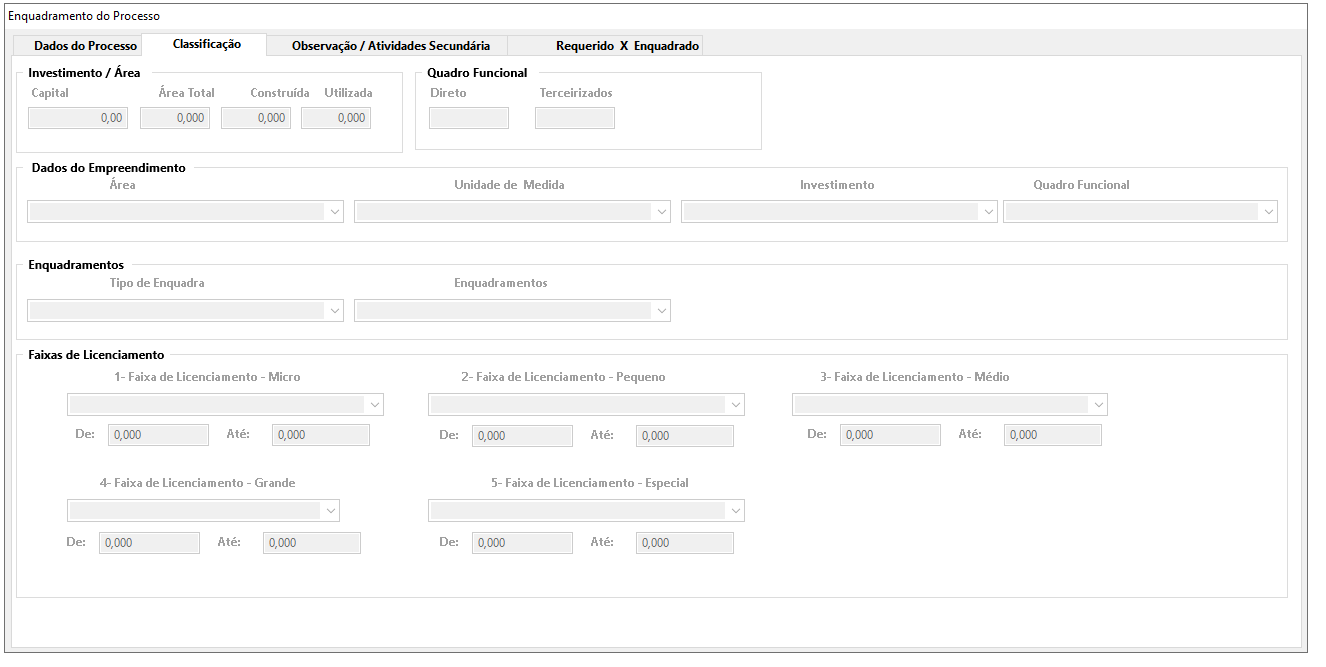 Enquadramento do Processo
Dados do Processo Classificação Observação / Atividades Secundária Requerido X Enquadrado
Investimento / Área Quadro Funcional
Capital Área Total Construída Utilizada Direto Terceirizados
0,00 0,000 0,000 0,000
Dados do Empreendimento
Área Unidade de Medida Investimento Quadro Funcional
Enquadramentos
Tipo de Enquadra Enquadramentos
Faixas de Licenciamento
1- Faixa de Licenciamento - Micro 2- Faixa de Licenciamento - Pequeno 3- Faixa de Licenciamento - Médio
De: 0,000 Até: 0,000 De: 0,000 Até: 0,000 De: 0,000 Até: 0,000
4- Faixa de Licenciamento - Grande 5- Faixa de Licenciamento - Especial
De: 0,000 Até: 0,000 De: 0,000 Até: 0,000